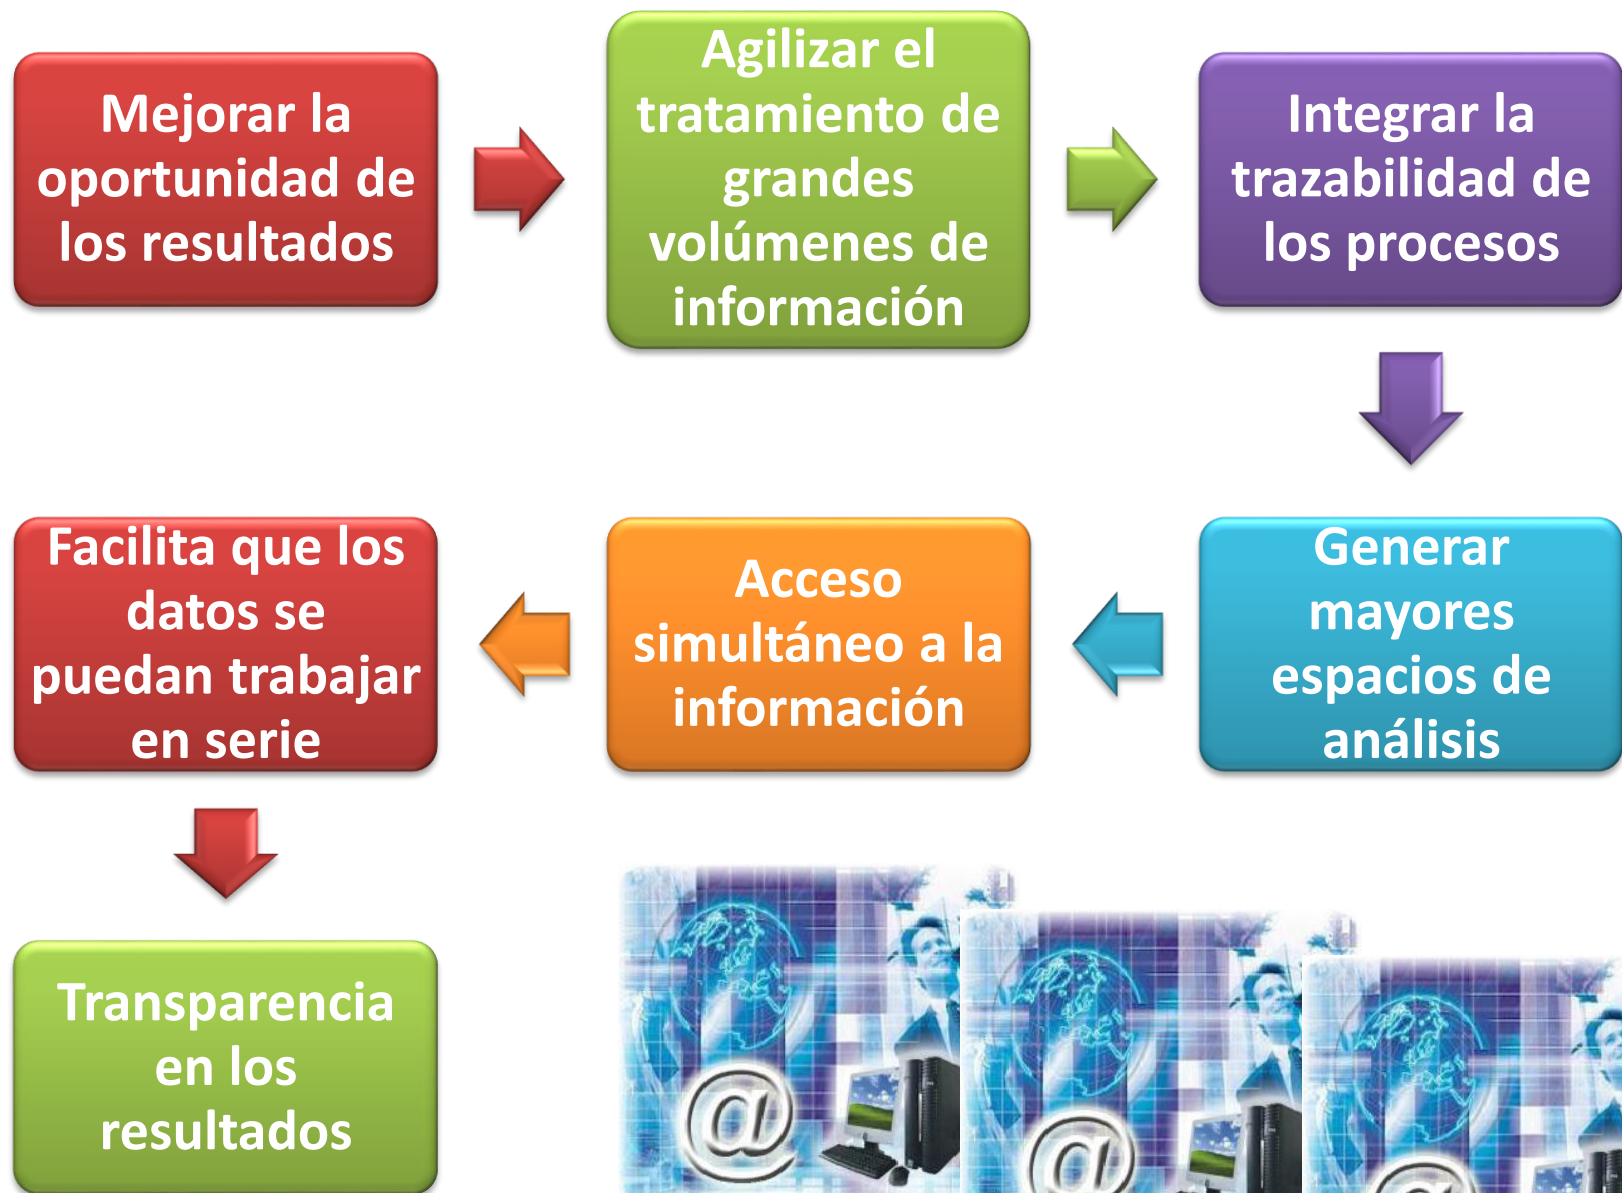 Mejorar la
oportunidad de
los resultados
Agilizar el
tratamiento de
grandes
volúmenes de
información
Integrar la
trazabilidad de
los procesos
Generar
mayores
espacios de
análisis
Acceso
simultáneo a la
información
Facilita que los
datos se
puedan trabajar
en serie
Transparencia
en los
resultados
@
@
@